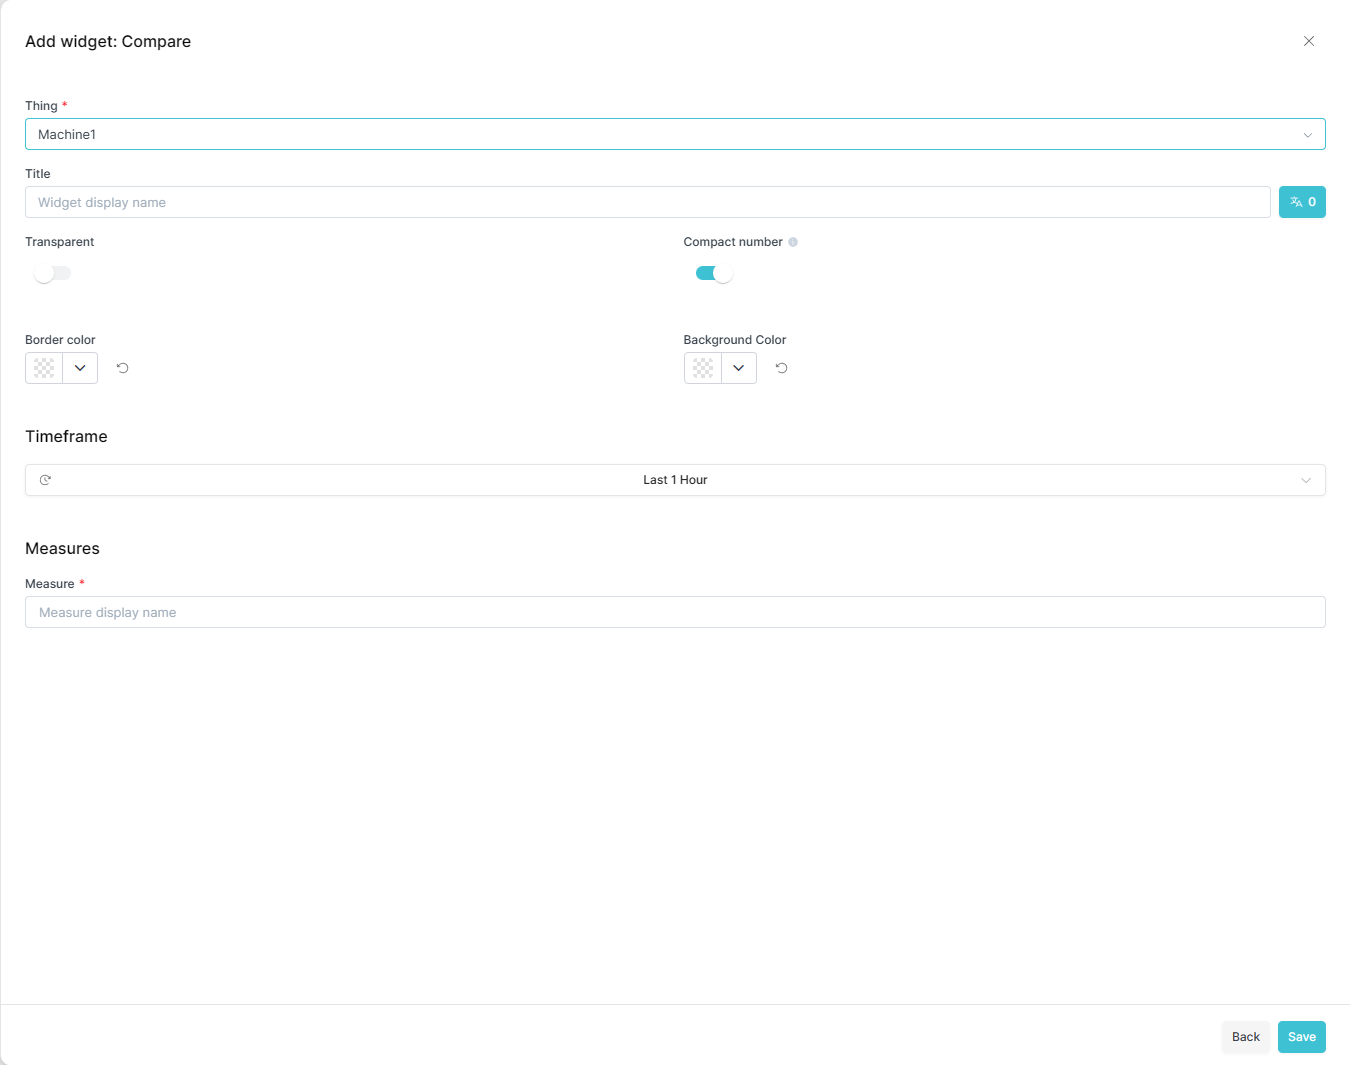 Add widget: Compare
Thing *
Machine1
Title
Widget display name
0
Transparent
Compact number
Border color
Background Color
Timeframe
Last 1 Hour
Measures
Measure *
Measure display name
Back
Save